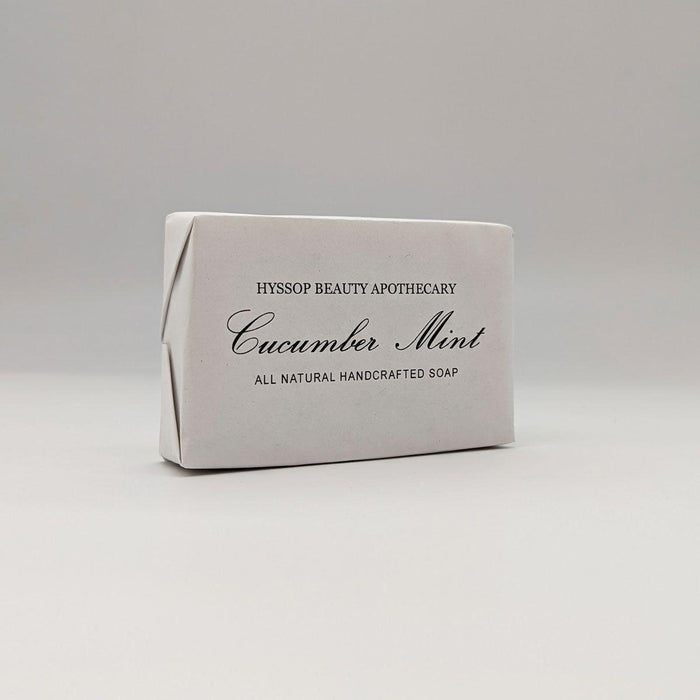 HYSSOP BEAUTY APOTHECARY
Cucumber Mint
ALL NATURAL HANDCRAFTED SOAP